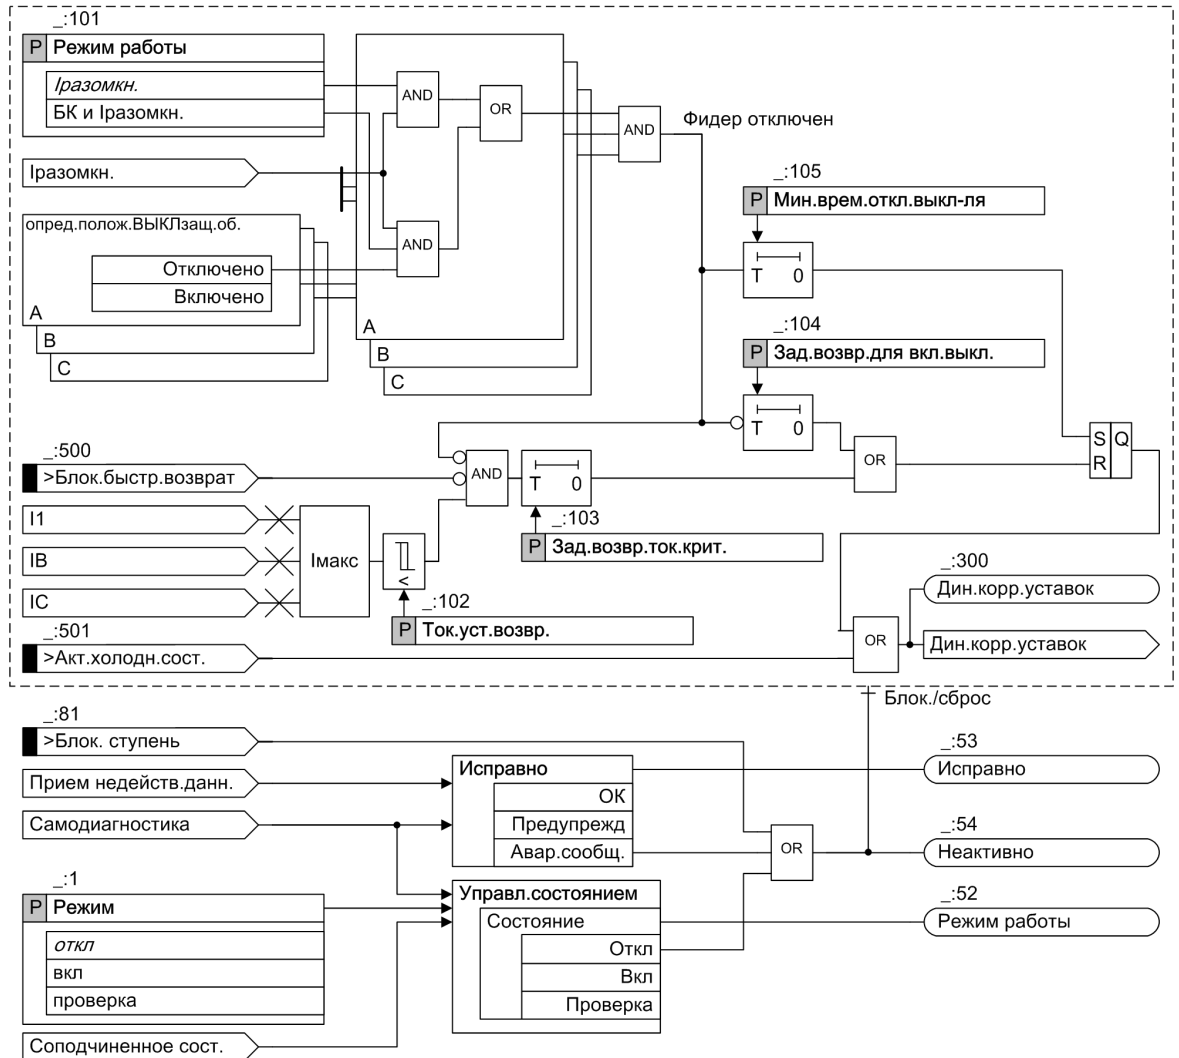 _:101
P Режим работы
Iразомкн.
БК и Iразомкн.
AND
OR
AND
AND
Фидер отключен
Iразомкн.
_:105
P Мин.врем.откл.выкл-ля
опред.полож.ВЫКЛзащ.об.
Отключено
Включено
T 0
A
B
C
A
B
C
_:104
P Зад.возвр.для вкл.выкл.
T 0
S Q
R
OR
_:500
>Блок.быстр.возврат
AND
T 0
_:103
P Зад.возвр.ток.крит.
I1
IB
IC
Iмакс
<
_:102
P Ток.уст.возвр.
_:300
Дин.корр.уставок
_:501
>Акт.холодн.сост.
OR
Дин.корр.уставок
Блок./сброс
_:81
>Блок. ступень
_:53
Исправно
Исправно
ОК
Предупрежд
Авар.сообщ.
Прием недейств.данн.
Самодиагностика
OR
_:54
Неактивно
_:1
P Режим
откл
вкл
проверка
Управл.состоянием
Состояние
Откл
Вкл
Проверка
_:52
Режим работы
Соподчиненное сост.